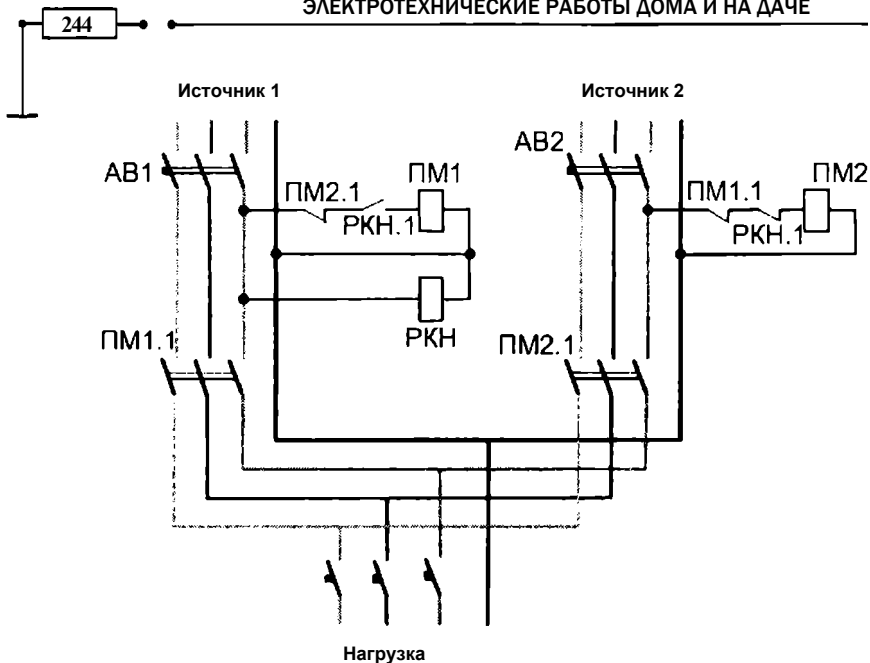 ЭЛЕКТРОТЕХНИЧЕСКИЕ РАБОТЫ ДОМА И НА ДАЧЕ
244
Источник 1
Источник 2
АВ1
ПМ2.1
ПМ1
РКН.1
АВ2
ПМ1.1
ПМ2
РКН.1
РКН
ПМ1.1
ПМ2.1
Нагрузка